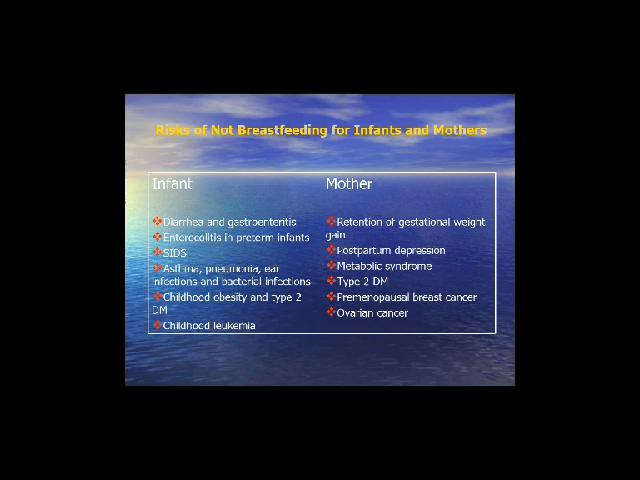 Risks of Not Breastfeeding for Infants and Mothers
Infant
Diarrhea and gastroenteritis
Enterocolitis in preterm infants
SIDS
Asthma, pneumonia, ear
infections and bacterial infections
Childhood obesity and type 2
DM
Childhood leukemia
Mother
Retention of gestational weight
gain
Postpartum depression
Metabolic syndrome
Type 2 DM
Premenopausal breast cancer
Ovarian cancer